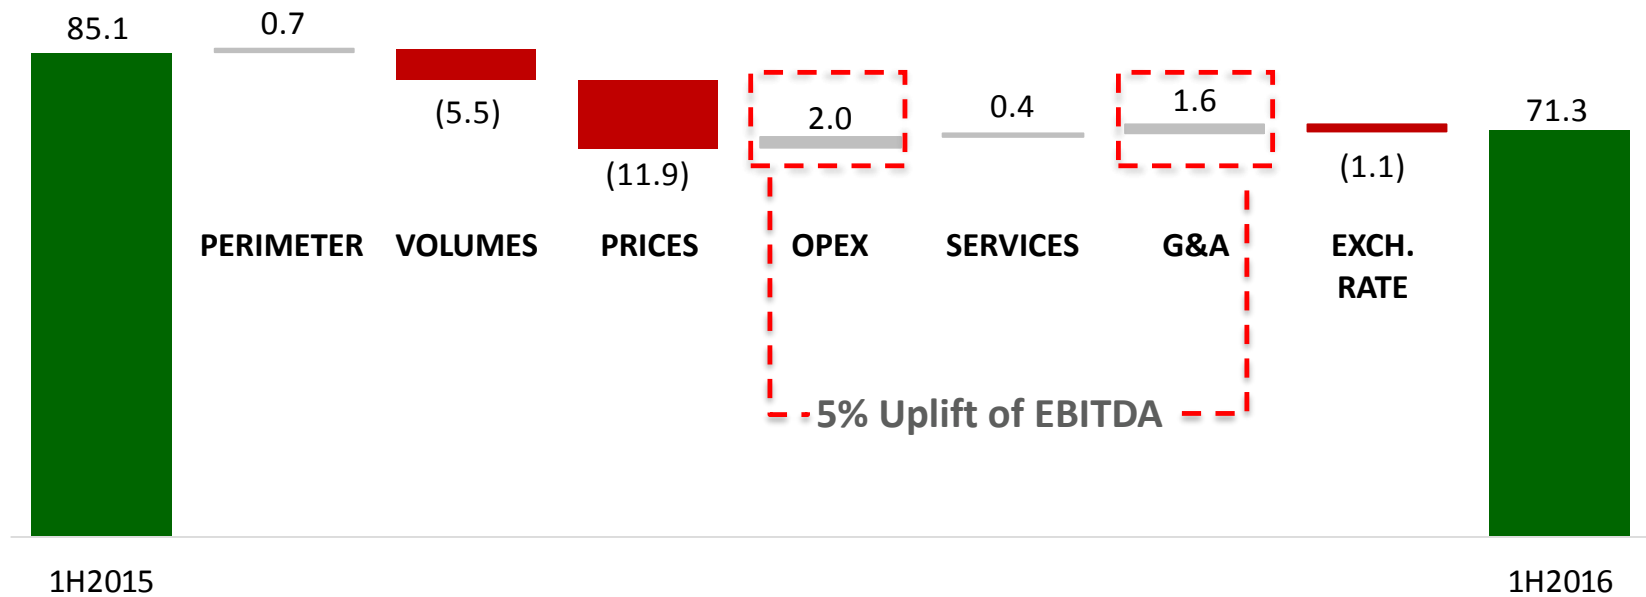 85.1
0.7
(5.5)
(11.9)
2.0
0.4
1.6
(1.1)
71.3
PERIMETER
VOLUMES
PRICES
OPEX
SERVICES
G&A
EXCH.
RATE
5% Uplift of EBITDA
1H2015
1H2016